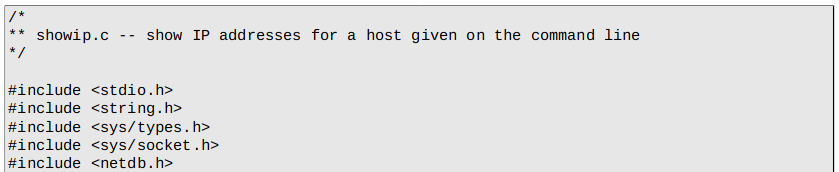 /*
** showip.c -- show IP addresses for a host given on the command line
*/
#include <stdio.h>
#include <string.h>
#include <sys/types.h>
#include <sys/socket.h>
#include <netdb.h>